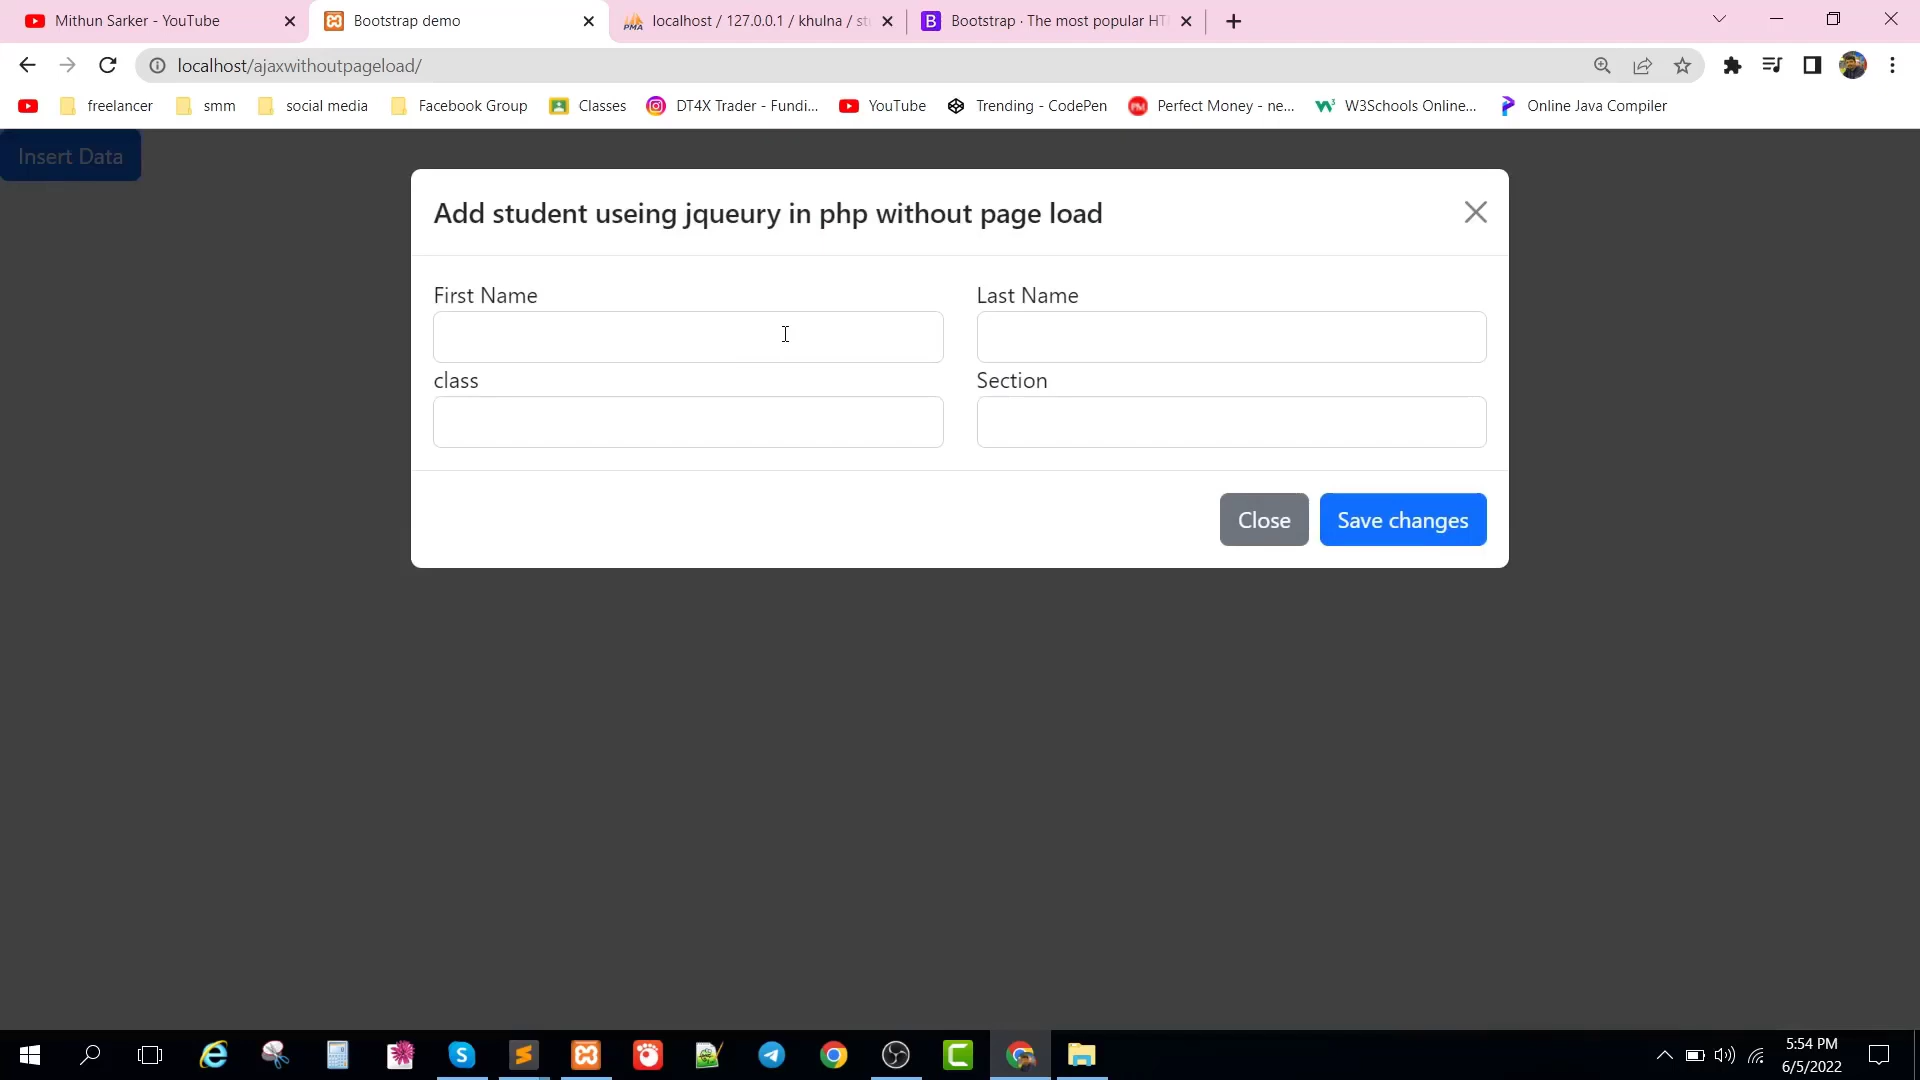 Mithun Sarker - YouTube
Bootstrap demo
localhost / 127.0.0.1 / khulna / st
Bootstrap · The most popular HT
localhost/ajaxwithoutpageload/
freelancer
smm
social media
Facebook Group
Classes
DT4X Trader - Fundi...
YouTube
Trending - CodePen
Perfect Money - ne...
W3Schools Online...
Online Java Compiler
Insert Data
Add student useing jqueury in php without page load
First Name
Last Name
class
Section
Close
Save changes
5:54 PM
6/5/2022